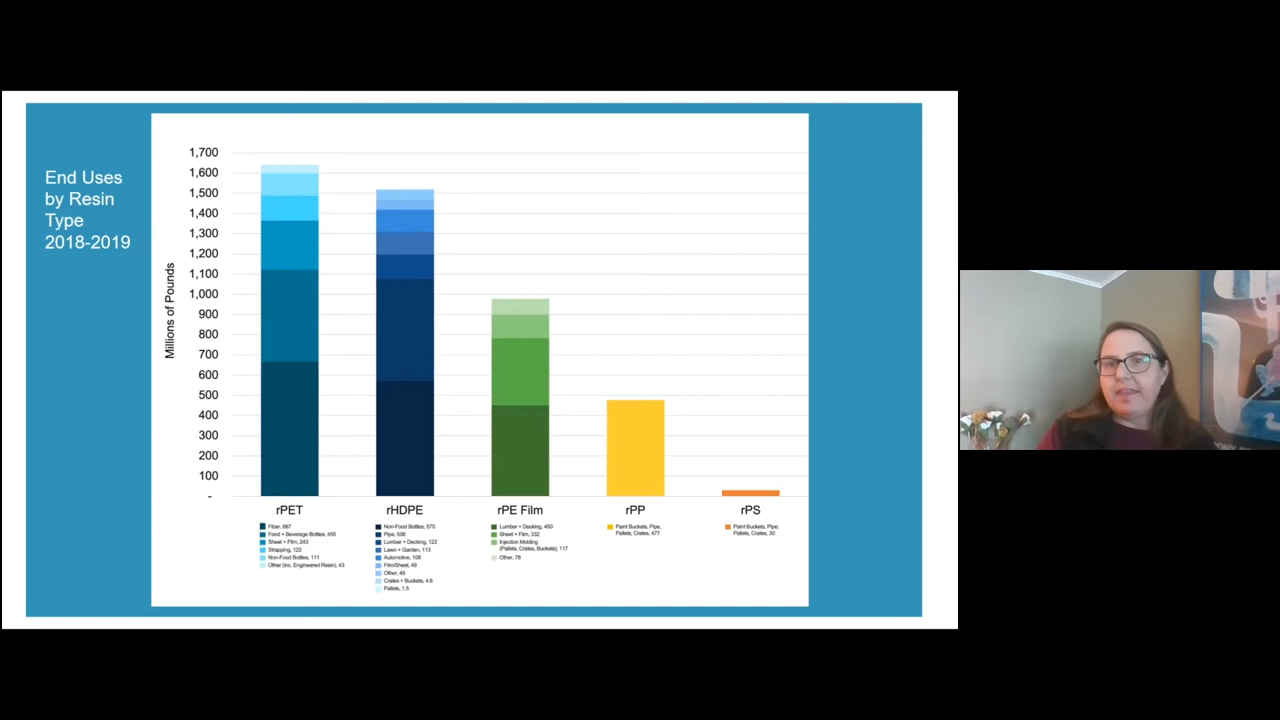 End Uses
by Resin
Type
2018-2019
Millions of Pounds
1,700
1,600
1,500
1,400
1,300
1,200
1,100
1,000
900
800
700
600
500
400
300
200
100
-
rPET
Fiber, 667
Food + Beverage Bottles, 455
Sheet + Film, 243
Strapping, 122
Non-Food Bottles, 111
Other (Inc. Engineered Resin), 43
rHDPE
Non-Food Bottles, 570
Pipe, 506
Lumber + Decking, 122
Lawn + Garden, 113
Automotive, 108
Film/Sheet, 49
Other, 49
Crates + Buckets, 4.6
Pallets, 1.5
rPE Film
Lumber + Decking, 450
Sheet + Film, 332
Injection Molding
(Pallets, Crates, Buckets), 117
Other, 78
rPP
Paint Buckets, Pipe,
Pallets, Crates, 477
rPS
Paint Buckets, Pipe,
Pallets, Crates, 30